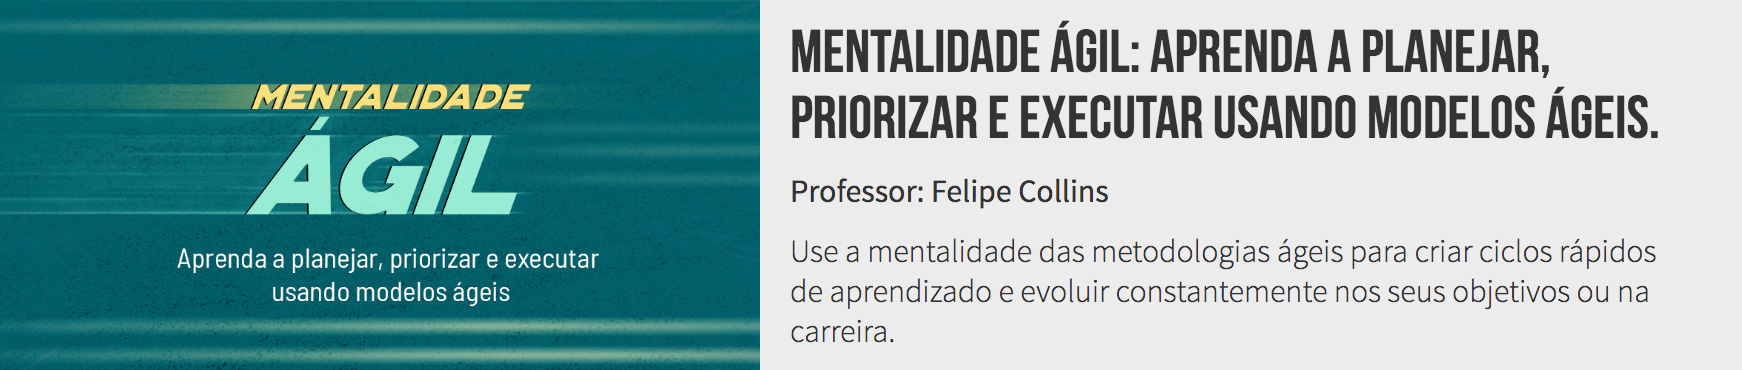 MENTALIDADE
ÁGIL
Aprenda a planejar, priorizar e executar
usando modelos ágeis
MENTALIDADE ÁGIL: APRENDA A PLANEJAR,
PRIORIZAR E EXECUTAR USANDO MODELOS ÁGEIS.
Professor: Felipe Collins
Use a mentalidade das metodologias ágeis para criar ciclos rápidos
de aprendizado e evoluir constantemente nos seus objetivos ou na
carreira.